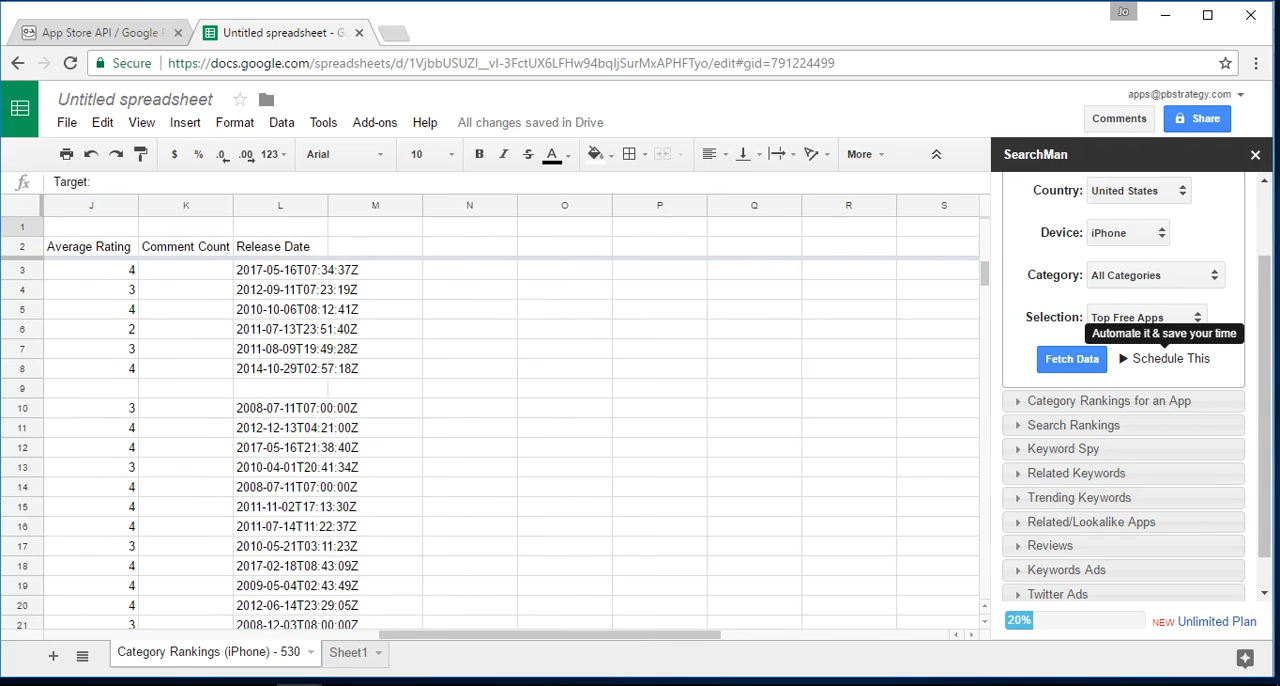 Jo
App Store API / Google
Untitled spreadsheet - G
Secure https://docs.google.com/spreadsheets/d/1VjbbUSUZI__vI-3FctUX6LFHw94bqIjSurMxAPHFTyo/edit#gid=791224499
Untitled spreadsheet
apps@pbstrategy.com
File Edit View Insert Format Data Tools Add-ons Help All changes saved in Drive
Comments Share
$ % .0 .00 123 Arial 10 B I S A More
SearchMan
fx Target:
J K L M N O P Q R S
1
2 Average Rating Comment Count Release Date
3 4 2017-05-16T07:34:37Z
4 3 2012-09-11T07:23:19Z
5 4 2010-10-06T08:12:41Z
6 2 2011-07-13T23:51:40Z
7 3 2011-08-09T19:49:28Z
8 4 2014-10-29T02:57:18Z
9
10 3 2008-07-11T07:00:00Z
11 4 2012-12-13T04:21:00Z
12 4 2017-05-16T21:38:40Z
13 3 2010-04-01T20:41:34Z
14 4 2008-07-11T07:00:00Z
15 4 2011-11-02T17:13:30Z
16 4 2011-07-14T11:22:37Z
17 3 2010-05-21T03:11:23Z
18 4 2017-02-18T08:43:09Z
19 4 2009-05-04T02:43:49Z
20 4 2012-06-14T23:29:05Z
21 3 2008-12-03T08:00:00Z
Country: United States
Device: iPhone
Category: All Categories
Selection: Top Free Apps
Automate it & save your time
Fetch Data Schedule This
Category Rankings for an App
Search Rankings
Keyword Spy
Related Keywords
Trending Keywords
Related/Lookalike Apps
Reviews
Keywords Ads
Twitter Ads
20% NEW Unlimited Plan
+ Category Rankings (iPhone) - 530 Sheet1